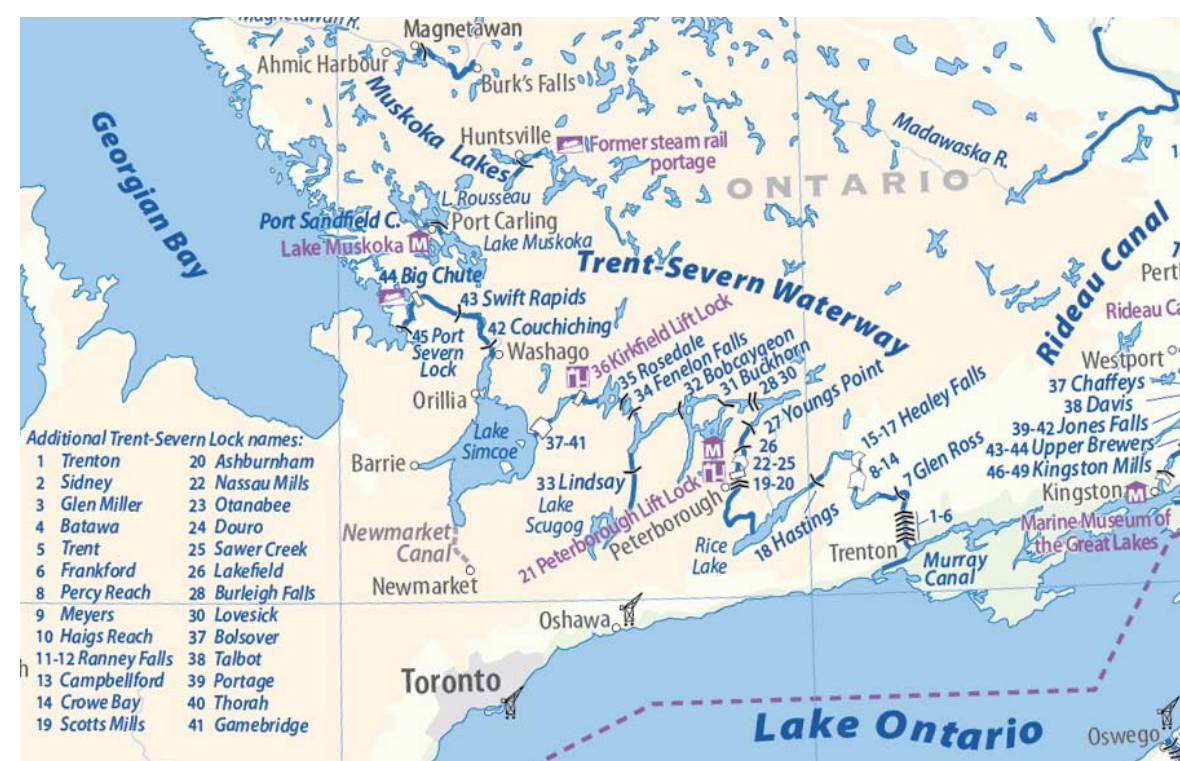 Magnetawan R.
Magnetawan
Ahmic Harbour
Burk's Falls
Georgian Bay
Muskoka Lakes
Huntsville
Former steam rail
portage
Madawaska R.
ONTARIO
L. Rousseau
Port Sandfield C.
Port Carling
Lake Muskoka
M
Lake Muskoka
Trent-Severn Waterway
Rideau Canal
Pert
Rideau Ca
44 Big Chute
43 Swift Rapids
42 Couchiching
45 Port
Severn
Lock
Washago
36 Kirkfield Lift Lock
35 Rosedale
34 Fenelon Falls
32 Bobcaygeon
31 Buckhorn
28 30
27 Youngs Point
26
22-25
19-20
Westport
37 Chaffeys
38 Davis
39-42 Jones Falls
43-44 Upper Brewers
46-49 Kingston Mills
Kingston
M
Marine Museum of
the Great Lakes
Orillia
Lake
Simcoe
37-41
Barrie
33 Lindsay
Lake
Scugog
M
21 Peterborough Lift Lock
Peterborough
Rice
Lake
18 Hastings
15-17 Healey Falls
8-14
7 Glen Ross
1-6
Trenton
Murray
Canal
Newmarket
Canal
Newmarket
Oshawa
Toronto
Lake Ontario
Oswego
Additional Trent-Severn Lock names:
1 Trenton
2 Sidney
3 Glen Miller
4 Batawa
5 Trent
6 Frankford
8 Percy Reach
9 Meyers
10 Haigs Reach
11-12 Ranney Falls
13 Campbellford
14 Crowe Bay
19 Scotts Mills
20 Ashburnham
22 Nassau Mills
23 Otanabee
24 Douro
25 Sawer Creek
26 Lakefield
28 Burleigh Falls
30 Lovesick
37 Bolsover
38 Talbot
39 Portage
40 Thorah
41 Gamebridge